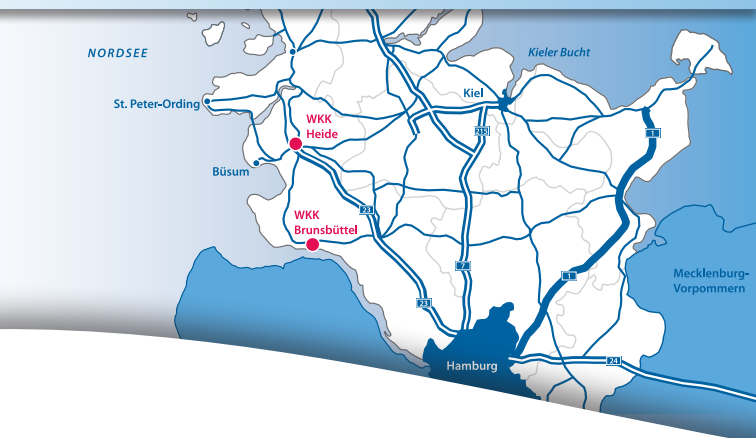 NORDSEE
Kieler Bucht
St. Peter-Ording
Kiel
WKK
Heide
215
1
Büsum
23
WKK
Brunsbüttel
7
1
Mecklenburg-
Vorpommern
23
Hamburg
24